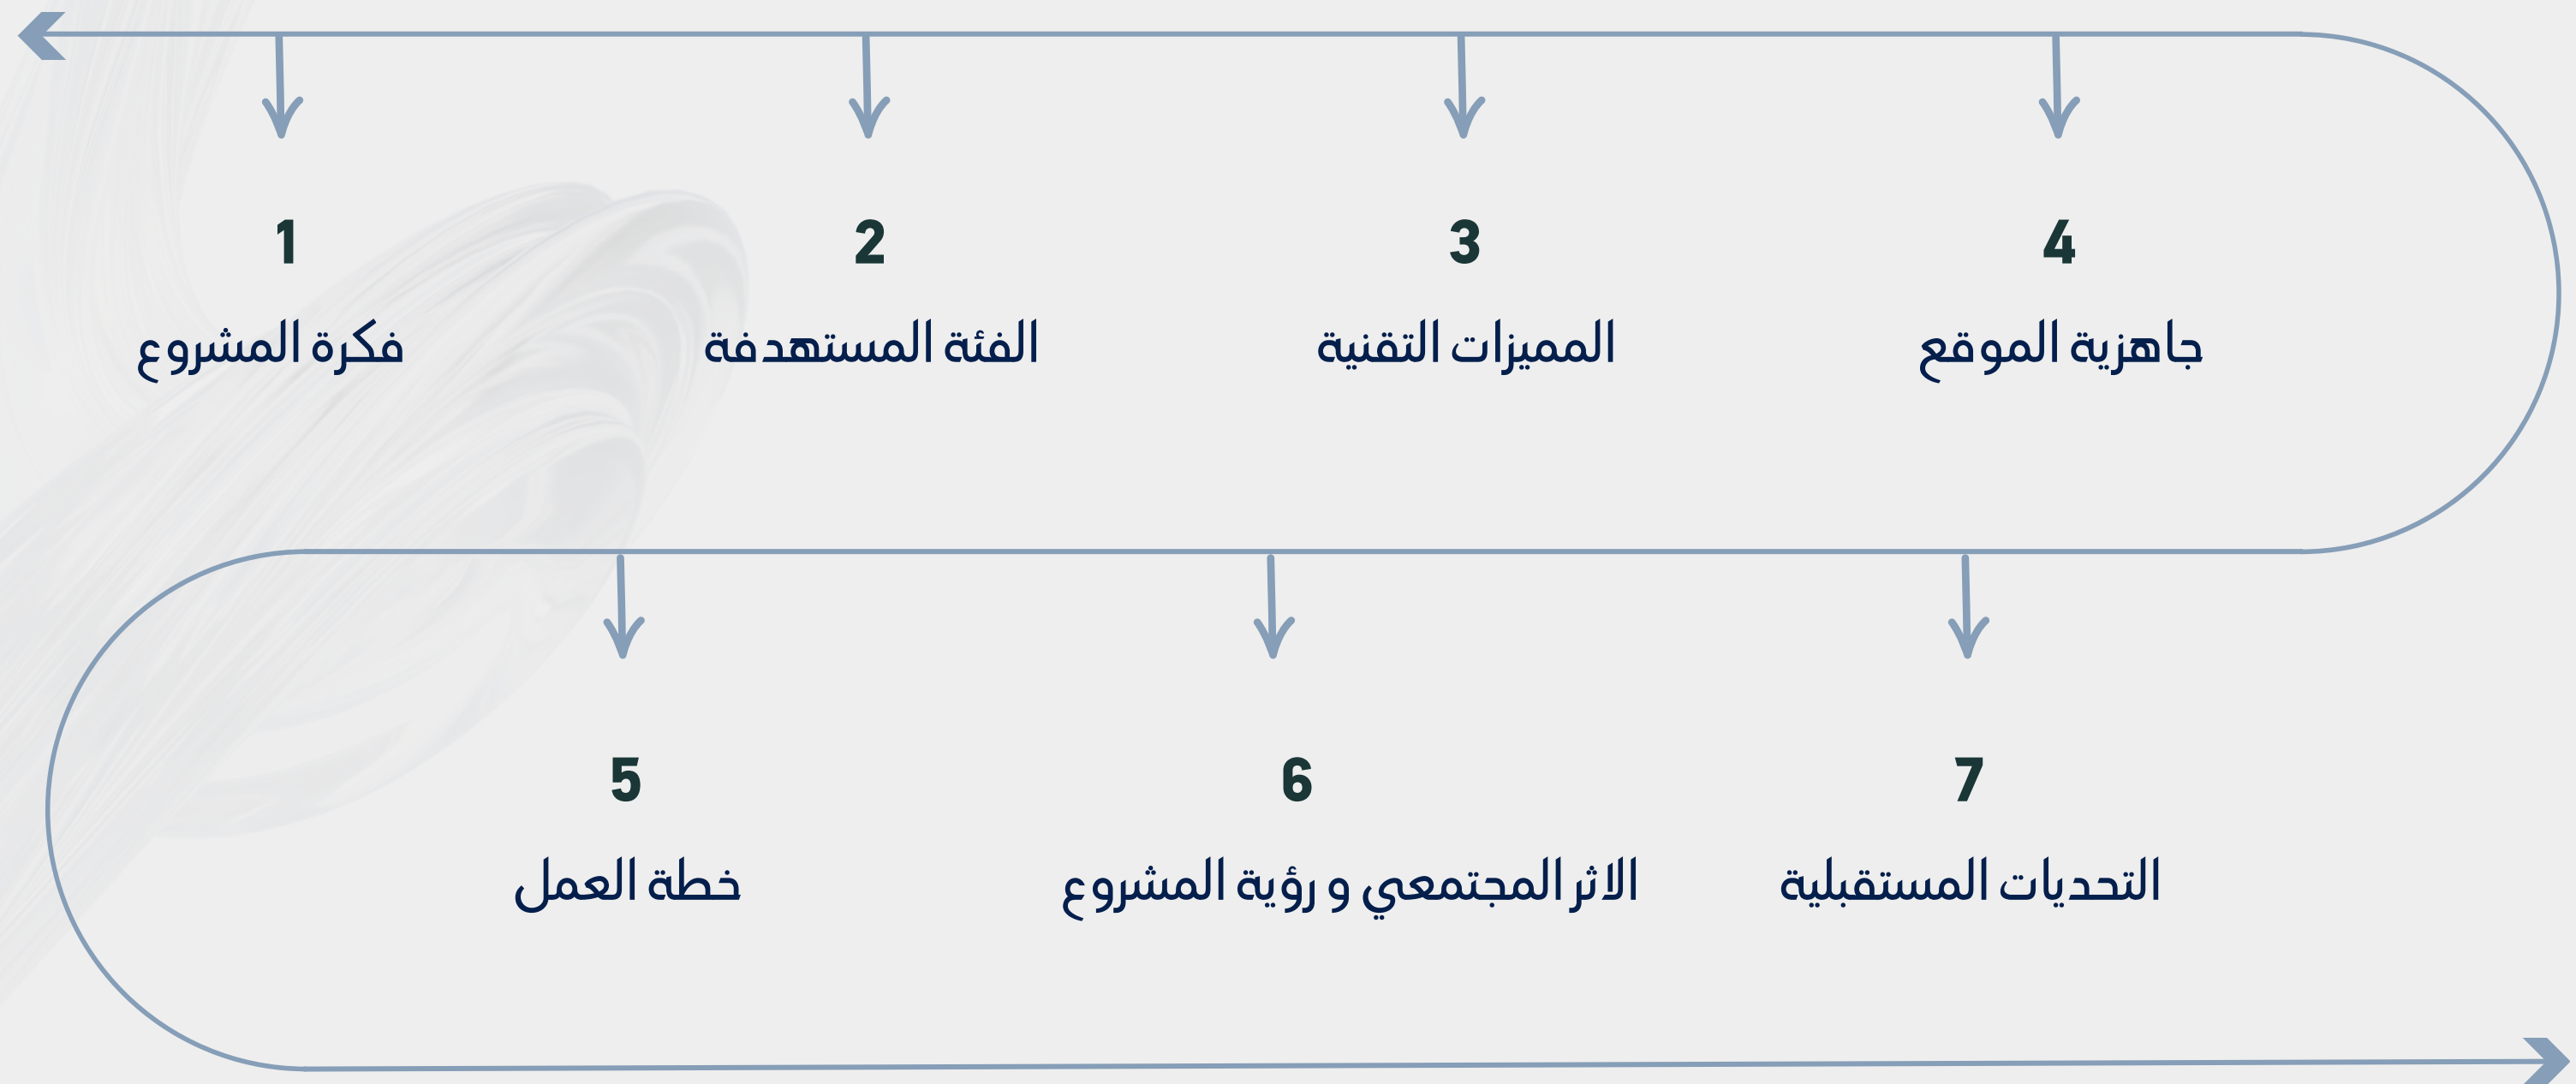 1
فكرة المشروع
2
الفئة المستهدفة
3
المميزات التقنية
4
جاهزية الموقع
5
خطة العمل
6
الاثر المجتمعي و رؤية المشروع
7
التحديات المستقبلية